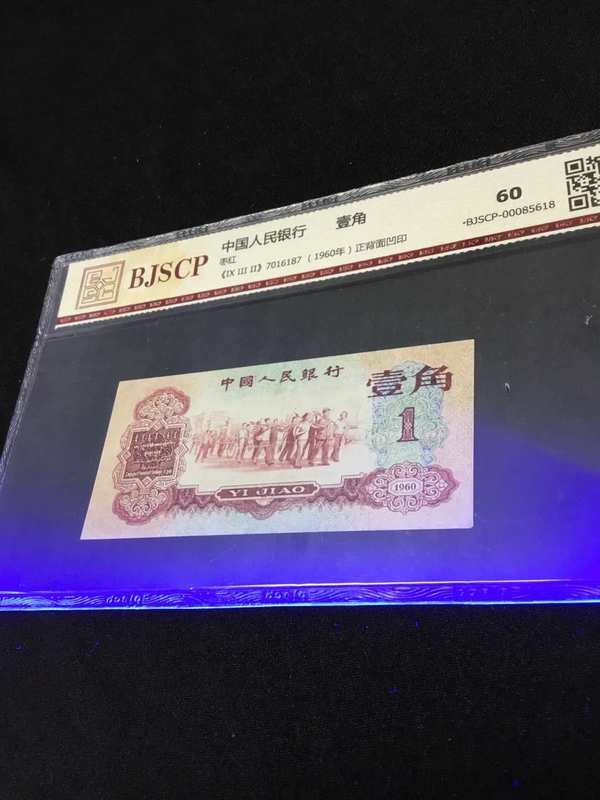 BJSCP
中国人民银行 壹角
枣红
《IX III II》7016187 (1960年) 正背面凹印
60
-BJSCP-00085618
中国人民银行
壹角
1
YI JIAO
1960